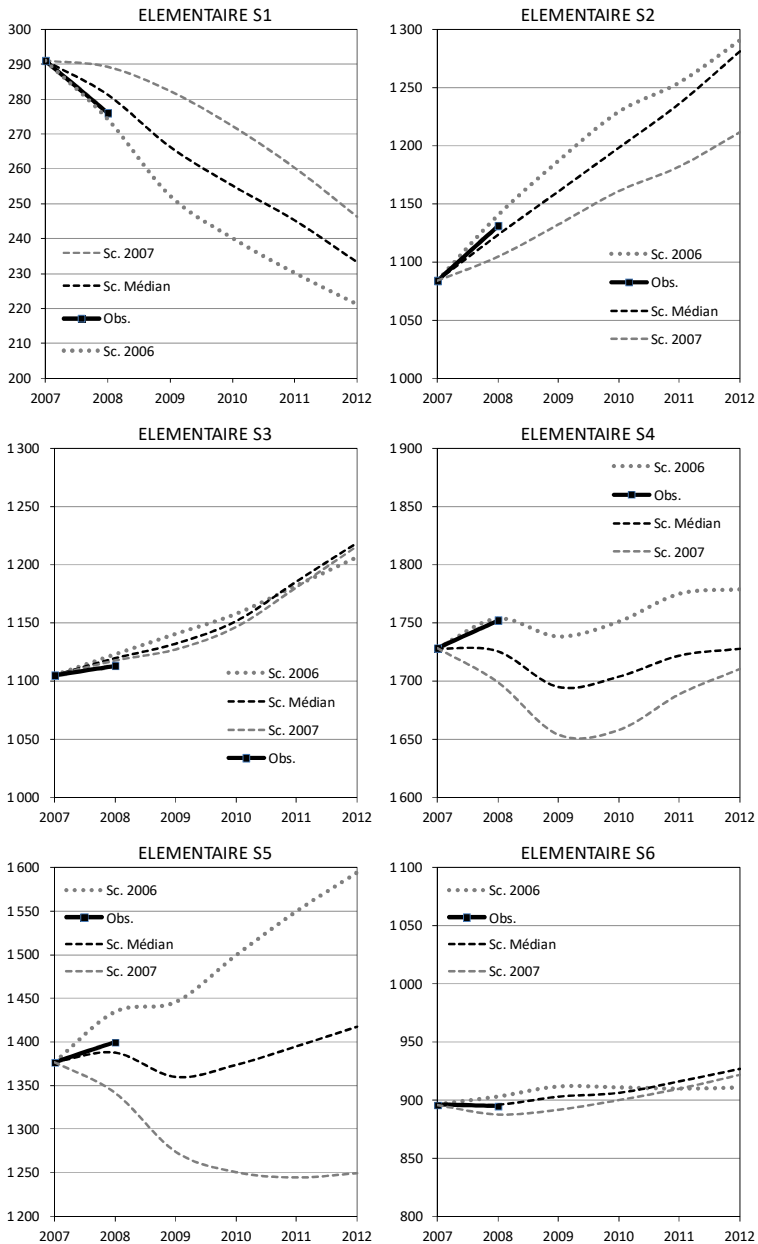 ELEMENTAIRE S1
300
290
280
270
260
250
240
230
220
210
200
Sc. 2007
Sc. Médian
Obs.
Sc. 2006
2007 2008 2009 2010 2011 2012
ELEMENTAIRE S2
1 300
1 250
1 200
1 150
1 100
1 050
1 000
Sc. 2006
Obs.
Sc. Médian
Sc. 2007
2007 2008 2009 2010 2011 2012
ELEMENTAIRE S3
1 300
1 250
1 200
1 150
1 100
1 050
1 000
Sc. 2006
Sc. Médian
Sc. 2007
Obs.
2007 2008 2009 2010 2011 2012
ELEMENTAIRE S4
1 900
1 850
1 800
1 750
1 700
1 650
1 600
Sc. 2006
Obs.
Sc. Médian
Sc. 2007
2007 2008 2009 2010 2011 2012
ELEMENTAIRE S5
1 600
1 550
1 500
1 450
1 400
1 350
1 300
1 250
1 200
Sc. 2006
Obs.
Sc. Médian
Sc. 2007
2007 2008 2009 2010 2011 2012
ELEMENTAIRE S6
1 100
1 050
1 000
950
900
850
800
Sc. 2006
Obs.
Sc. Médian
Sc. 2007
2007 2008 2009 2010 2011 2012